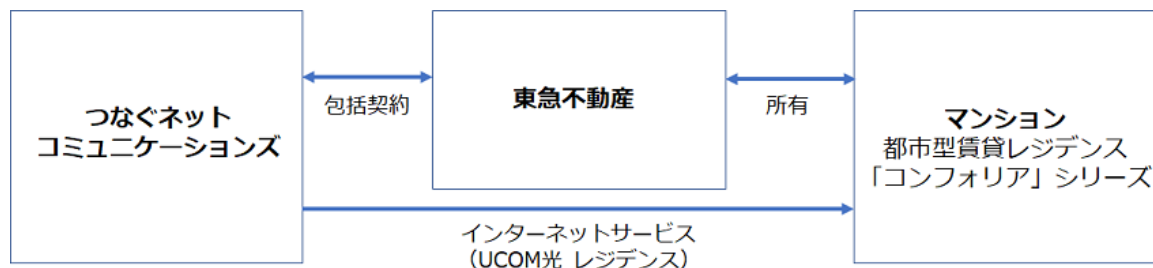 つなぐネット
コミュニケーションズ
包括契約
東急不動産
所有
マンション
都市型賃貸レジデンス
「コンフォリア」シリーズ
インターネットサービス
（UCOM光 レジデンス）